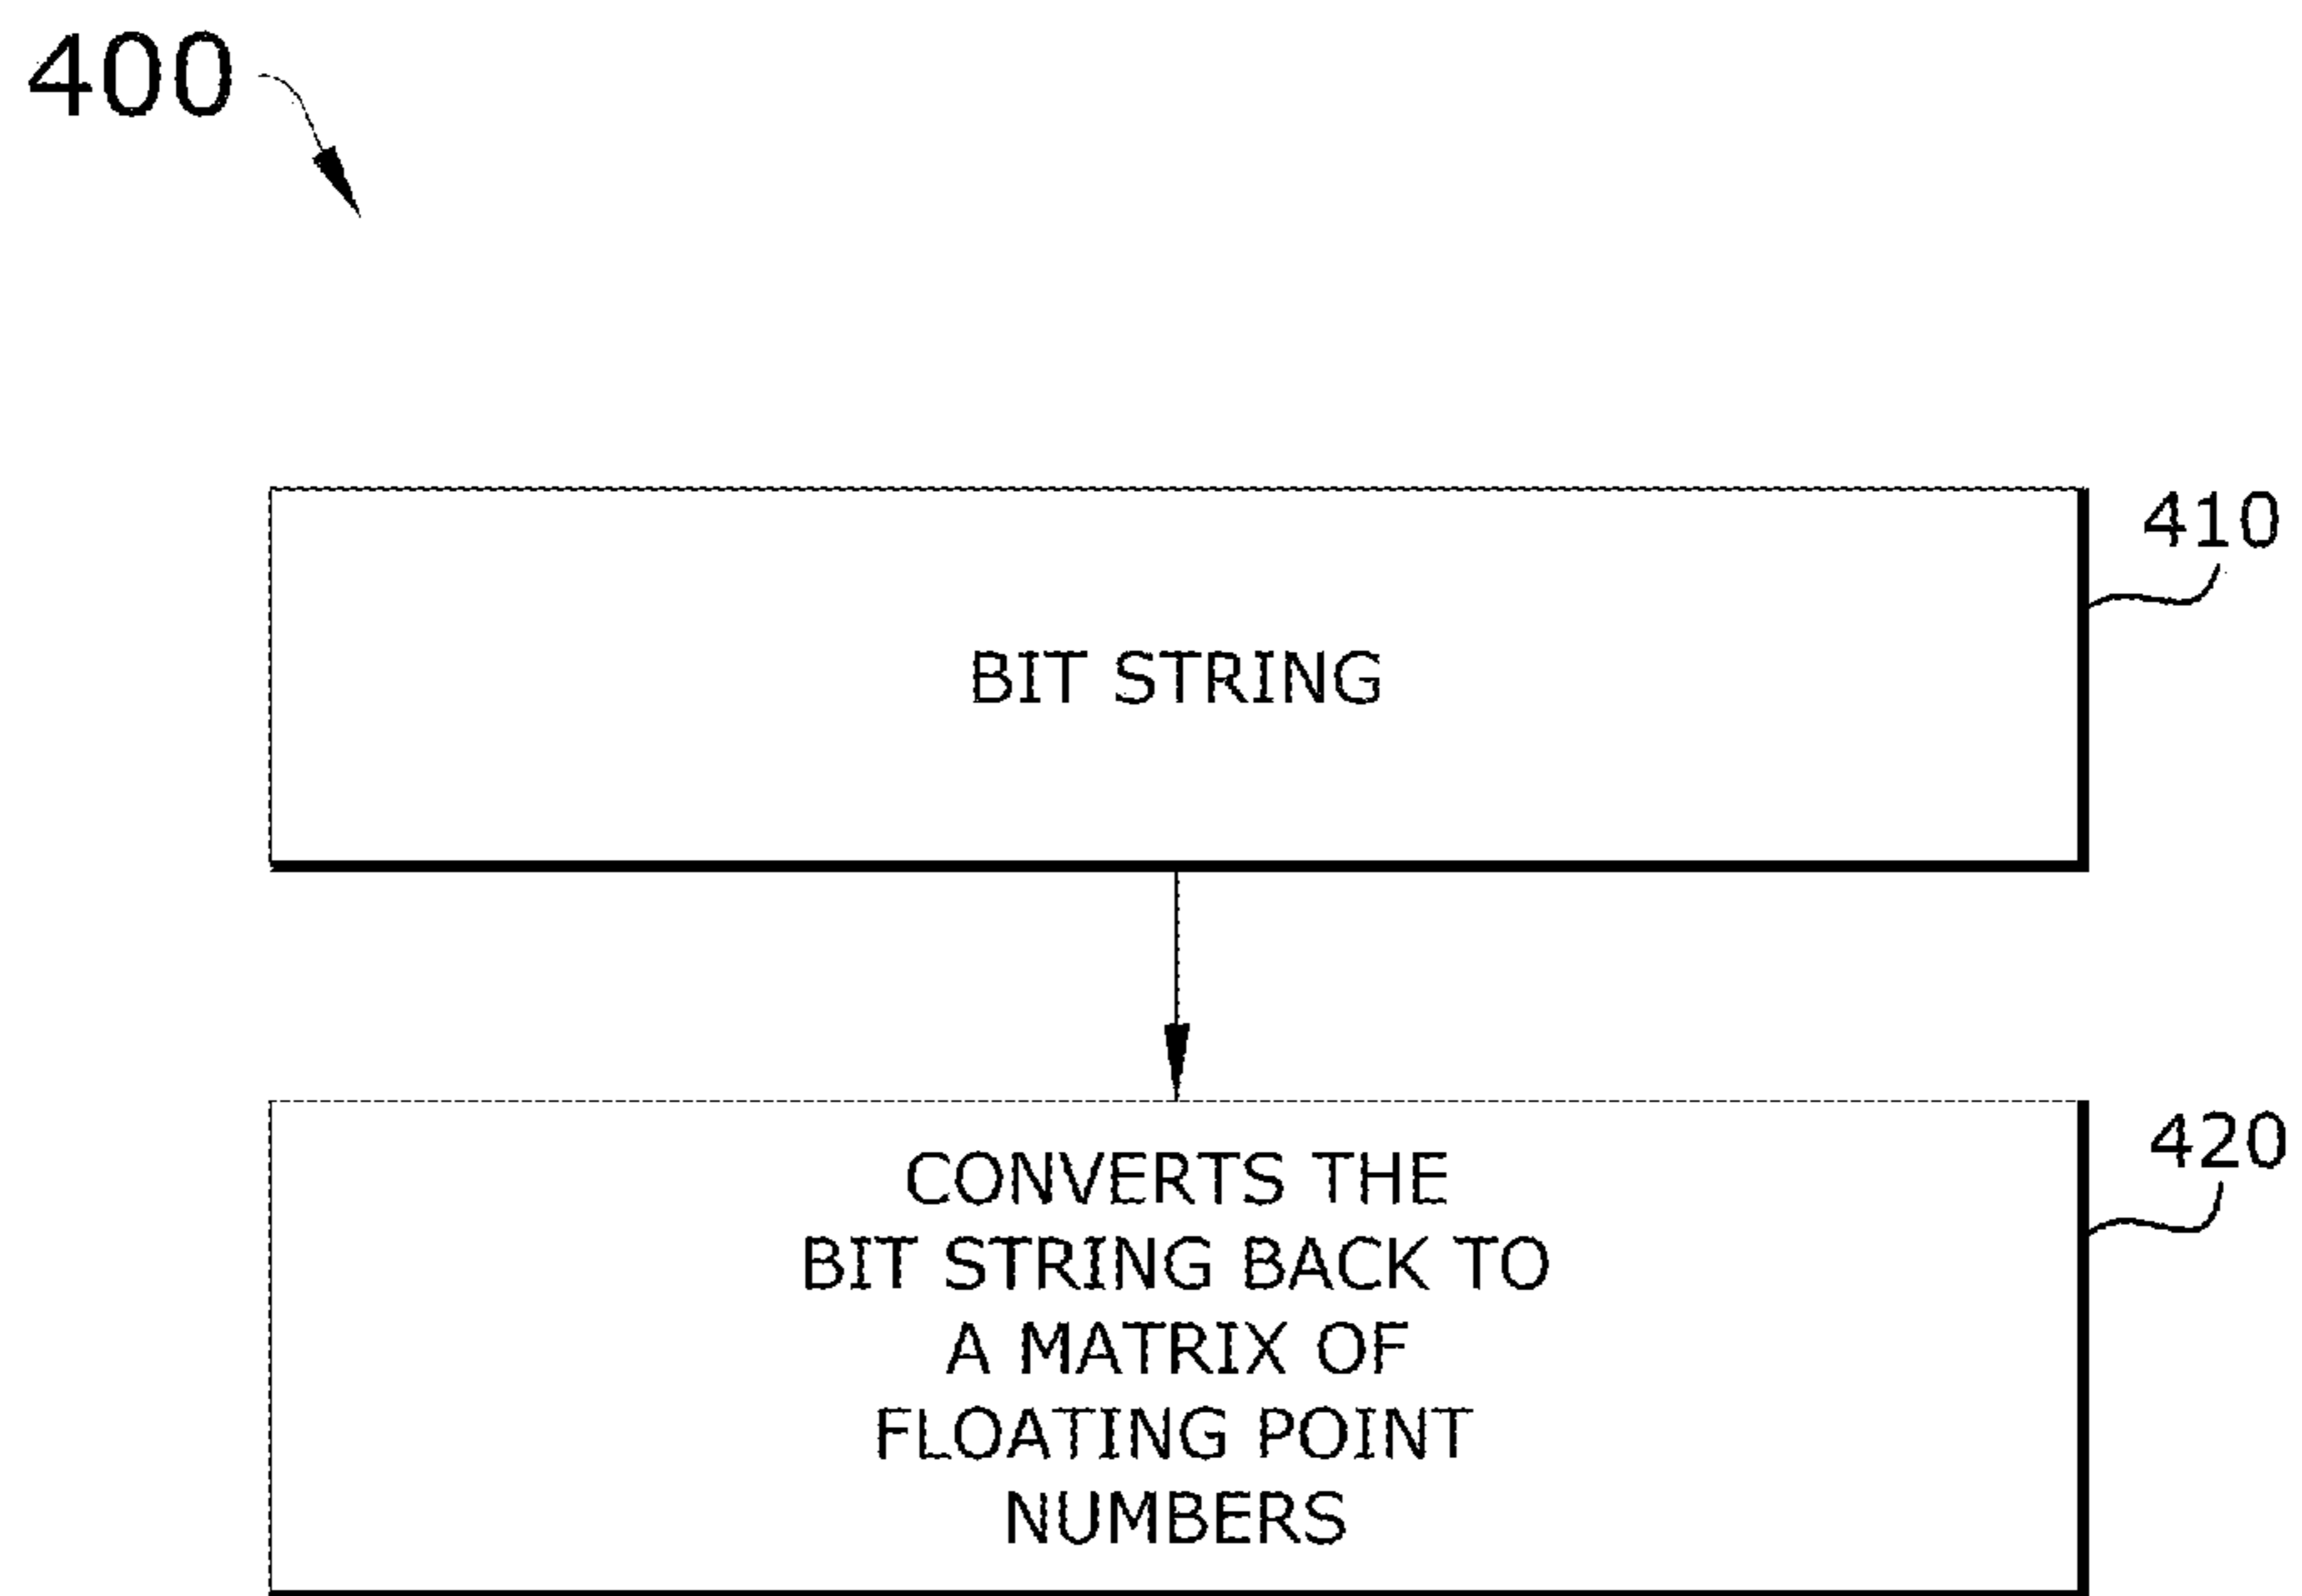 400
410
BIT STRING
420
CONVERTS THE
BIT STRING BACK TO
A MATRIX OF
FLOATING POINT
NUMBERS